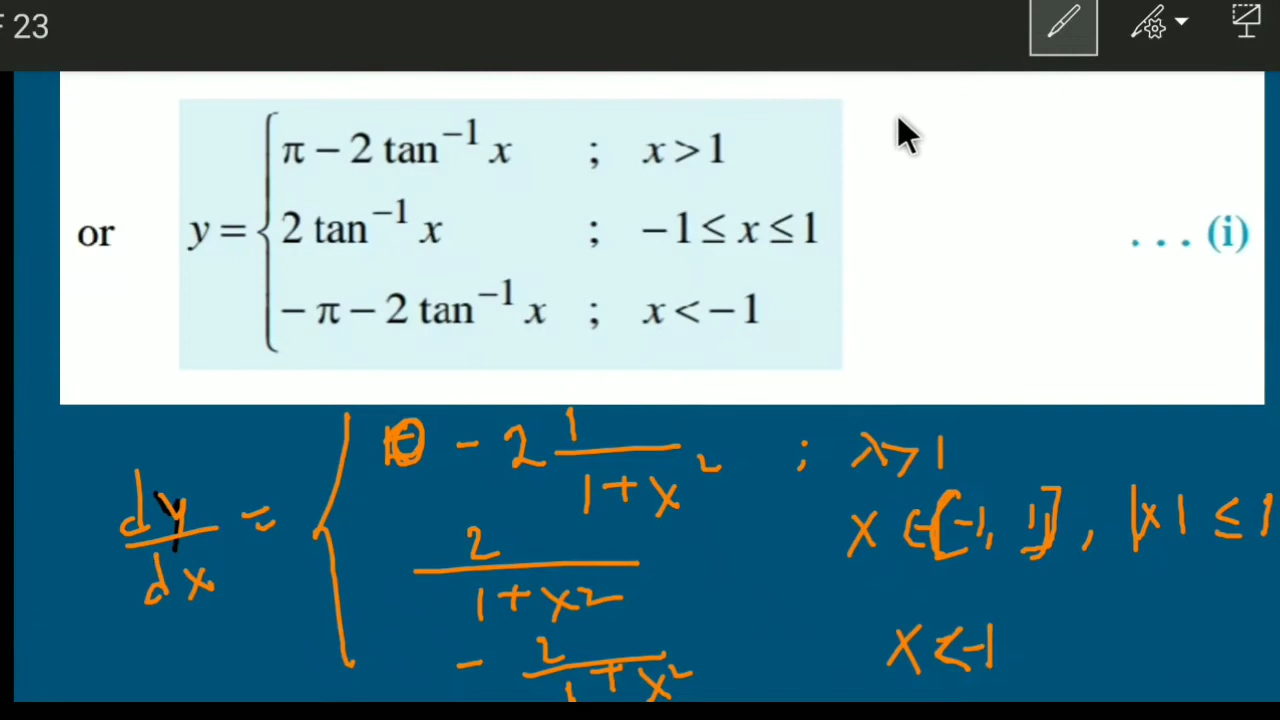 F 23
or y = { π − 2 tan⁻¹ x ; x > 1
2 tan⁻¹ x ; −1 ≤ x ≤ 1 . . . (i)
− π − 2 tan⁻¹ x ; x < −1
dy/dx = { 0 − 2 1/(1+x²) ; x>1
2/(1+x²) x ∈ [−1, 1], |x| ≤ 1
− 2/(1+x²) x < −1